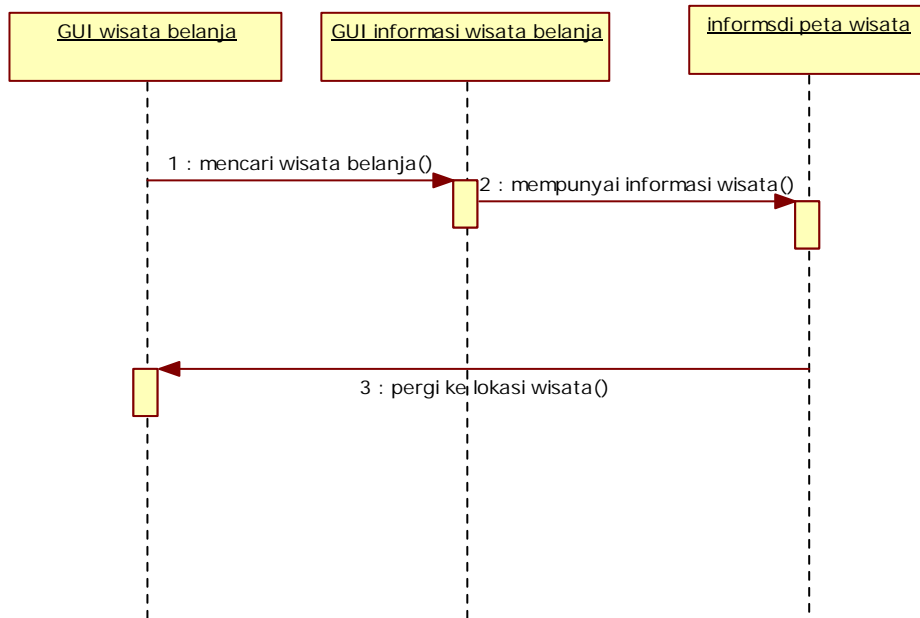 GUI wisata belanja
GUI informasi wisata belanja
informsdi peta wisata
1 : mencari wisata belanja()
2 : mempunyai informasi wisata()
3 : pergi ke lokasi wisata()